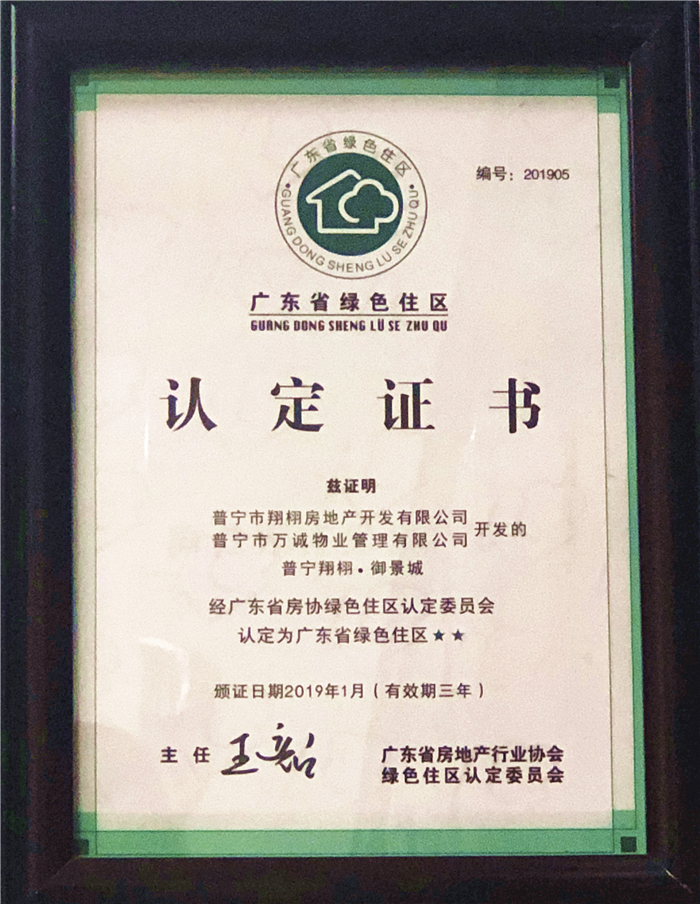 ·广东省绿色住区·
GUANG DONG SHENG LU SE ZHU QU
编号：201905
广东省绿色住区
GUANG DONG SHENG LÜ SE ZHU QU
认定证书
兹证明
普宁市翔栩房地产开发有限公司
普宁市万诚物业管理有限公司
开发的
普宁翔栩·御景城
经广东省房协绿色住区认定委员会
认定为广东省绿色住区★★
颁证日期2019年1月（有效期三年）
主任
广东省房地产行业协会
绿色住区认定委员会